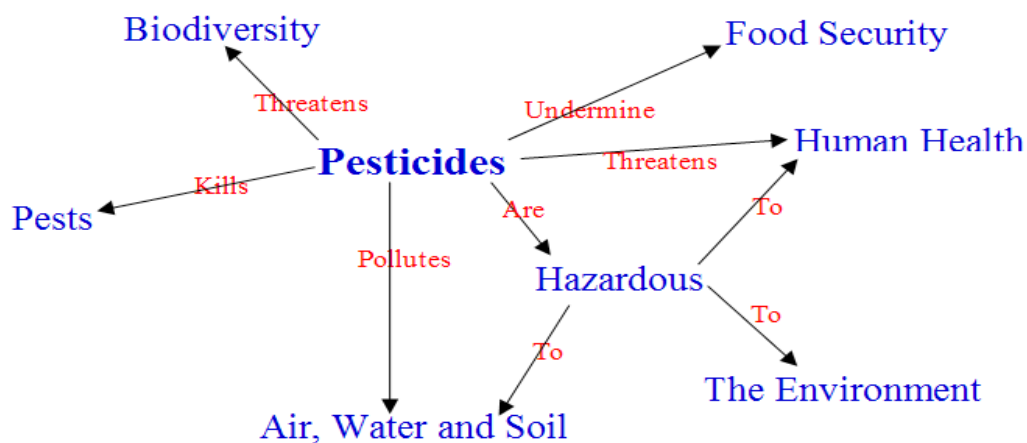 Biodiversity
Food Security
Threatens
Undermine
Human Health
Pesticides
Threatens
Kills
Pests
Are
To
Pollutes
Hazardous
To
To
The Environment
Air, Water and Soil